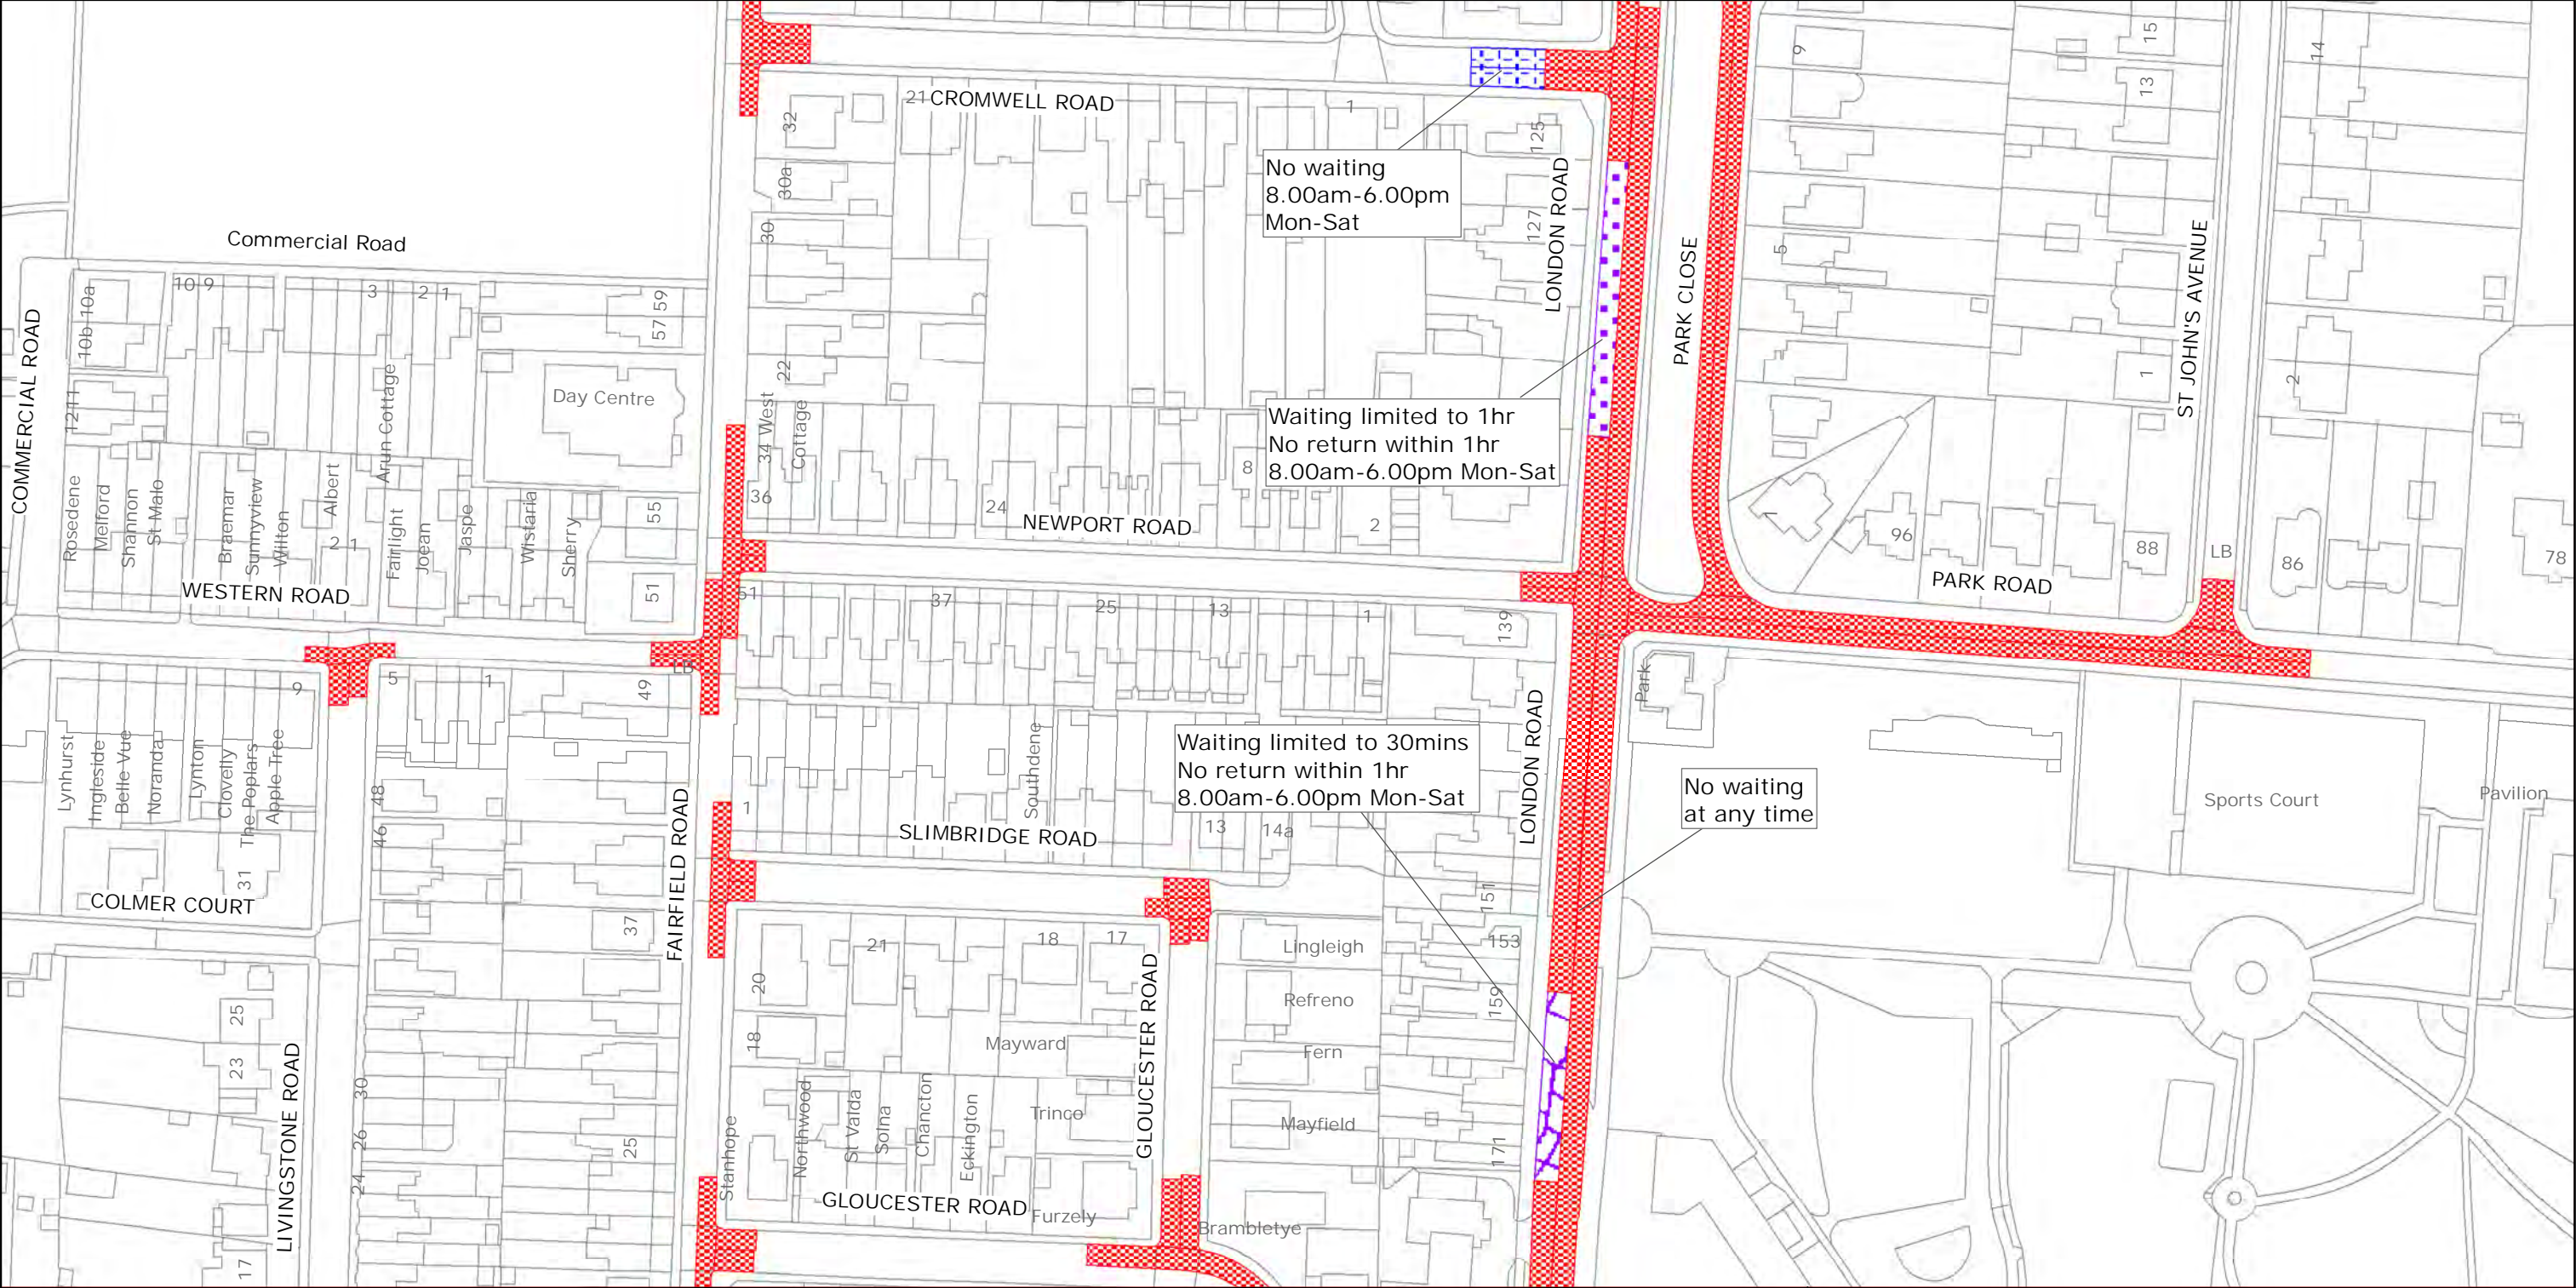 9
15
14
13
32
21
CROMWELL ROAD
1
125
No waiting
8.00am-6.00pm
Mon-Sat
30a
30
127
LONDON ROAD
PARK CLOSE
5
ST JOHN'S AVENUE
Commercial Road
10b 10a
10 9
3
2
1
57 59
22
1
2
COMMERCIAL ROAD
Day Centre
12 11
Arun Cottage
34 West
Cottage
Waiting limited to 1hr
No return within 1hr
8.00am-6.00pm Mon-Sat
8
36
24
NEWPORT ROAD
2
Rosedene
Melford
Shannon
St Malo
Braemar
Sunnyview
Wilton
Albert
2 1
Fairlight
Joean
Jaspe
Wistaria
Sherry
55
51
1
96
88
LB
86
78
PARK ROAD
WESTERN ROAD
51
37
25
13
1
139
9
5
1
49
LB
Park
Lynhurst
Ingleside
Belle Vue
Noranda
Lynton
Clovelly
The Poplars
Apple Tree
48
46
FAIRFIELD ROAD
1
Southdene
Waiting limited to 30mins
No return within 1hr
8.00am-6.00pm Mon-Sat
LONDON ROAD
No waiting
at any time
Sports Court
Pavilion
SLIMBRIDGE ROAD
13
14a
31
COLMER COURT
37
151
20
21
18
17
Lingleigh
153
25
Refreno
159
18
Mayward
GLOUCESTER ROAD
Fern
23
LIVINGSTONE ROAD
30
26
24
25
Stanhope
Northwood
St Valda
Solna
Chancton
Eckington
Trinco
Mayfield
171
GLOUCESTER ROAD
Furzely
Brambletye
17